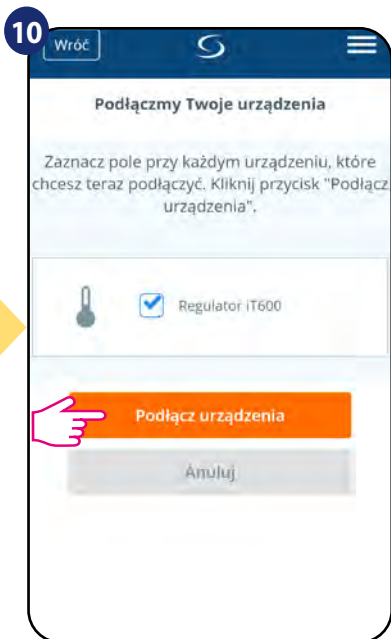 10
Wróć
Podłączmy Twoje urządzenia
Zaznacz pole przy każdym urządzeniu, które
chcesz teraz podłączyć. Kliknij przycisk "Podłącz
urządzenia".
Regulator iT600
Podłącz urządzenia
Anuluj